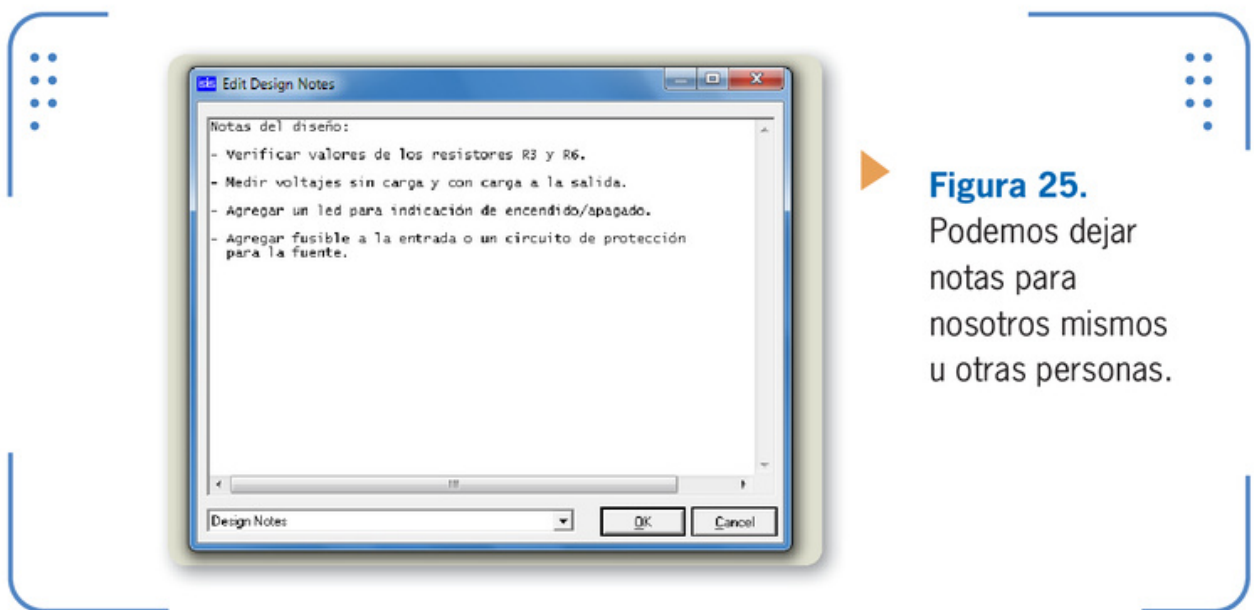 isis Edit Design Notes
Notas del diseño:
- Verificar valores de los resistores R3 y R6.
- Medir voltajes sin carga y con carga a la salida.
- Agregar un led para indicación de encendido/apagado.
- Agregar fusible a la entrada o un circuito de protección
para la fuente.
Design Notes
OK
Cancel
Figura 25.
Podemos dejar
notas para
nosotros mismos
u otras personas.